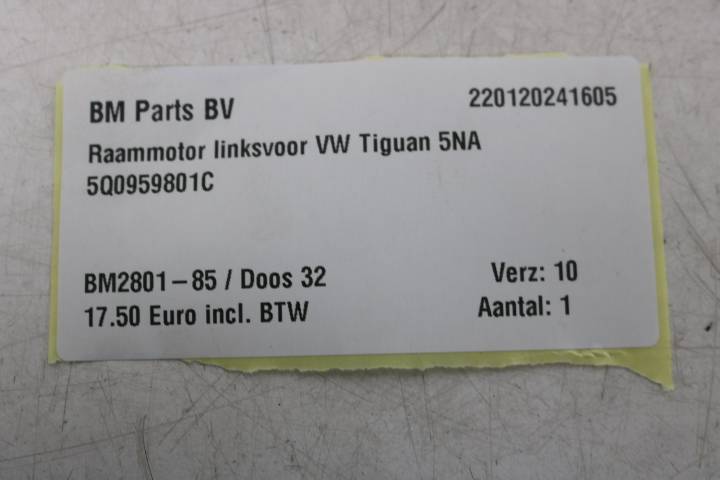 BM Parts BV 220120241605
Raammotor linksvoor VW Tiguan 5NA
5Q0959801C
BM2801-85 / Doos 32 Verz: 10
17.50 Euro incl. BTW Aantal: 1